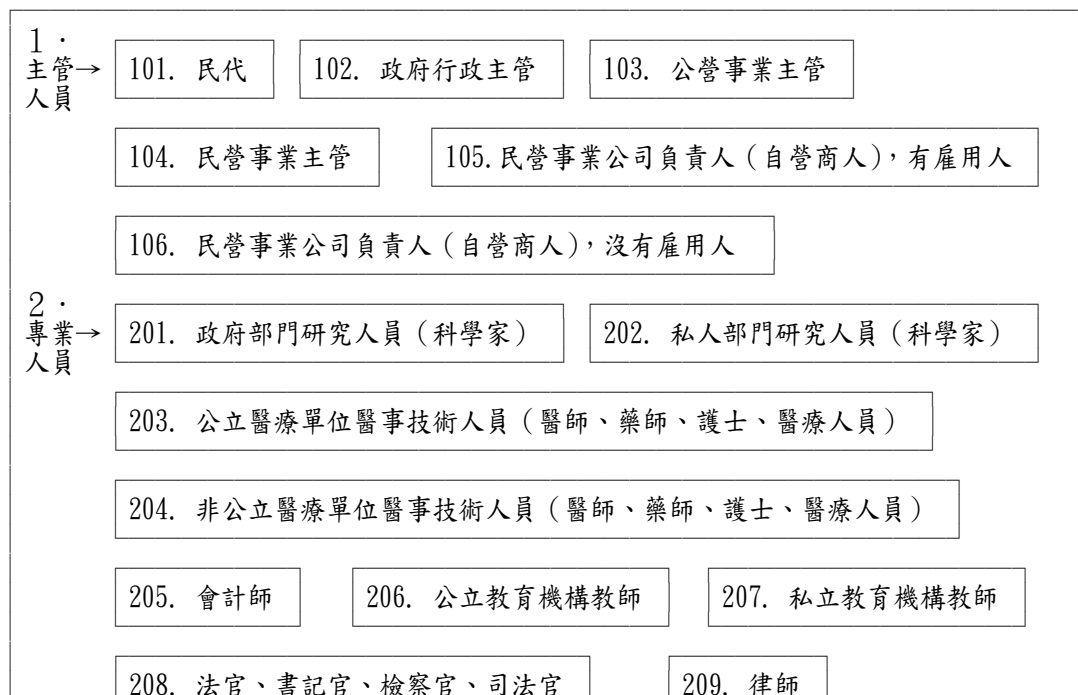 1．
主管→ 101. 民代 102. 政府行政主管 103. 公營事業主管
人員
104. 民營事業主管 105.民營事業公司負責人（自營商人），有雇用人
106. 民營事業公司負責人（自營商人），沒有雇用人
2．
專業→ 201. 政府部門研究人員（科學家） 202. 私人部門研究人員（科學家）
人員
203. 公立醫療單位醫事技術人員（醫師、藥師、護士、醫療人員）
204. 非公立醫療單位醫事技術人員（醫師、藥師、護士、醫療人員）
205. 會計師 206. 公立教育機構教師 207. 私立教育機構教師
208. 法官、書記官、檢察官、司法官 209. 律師